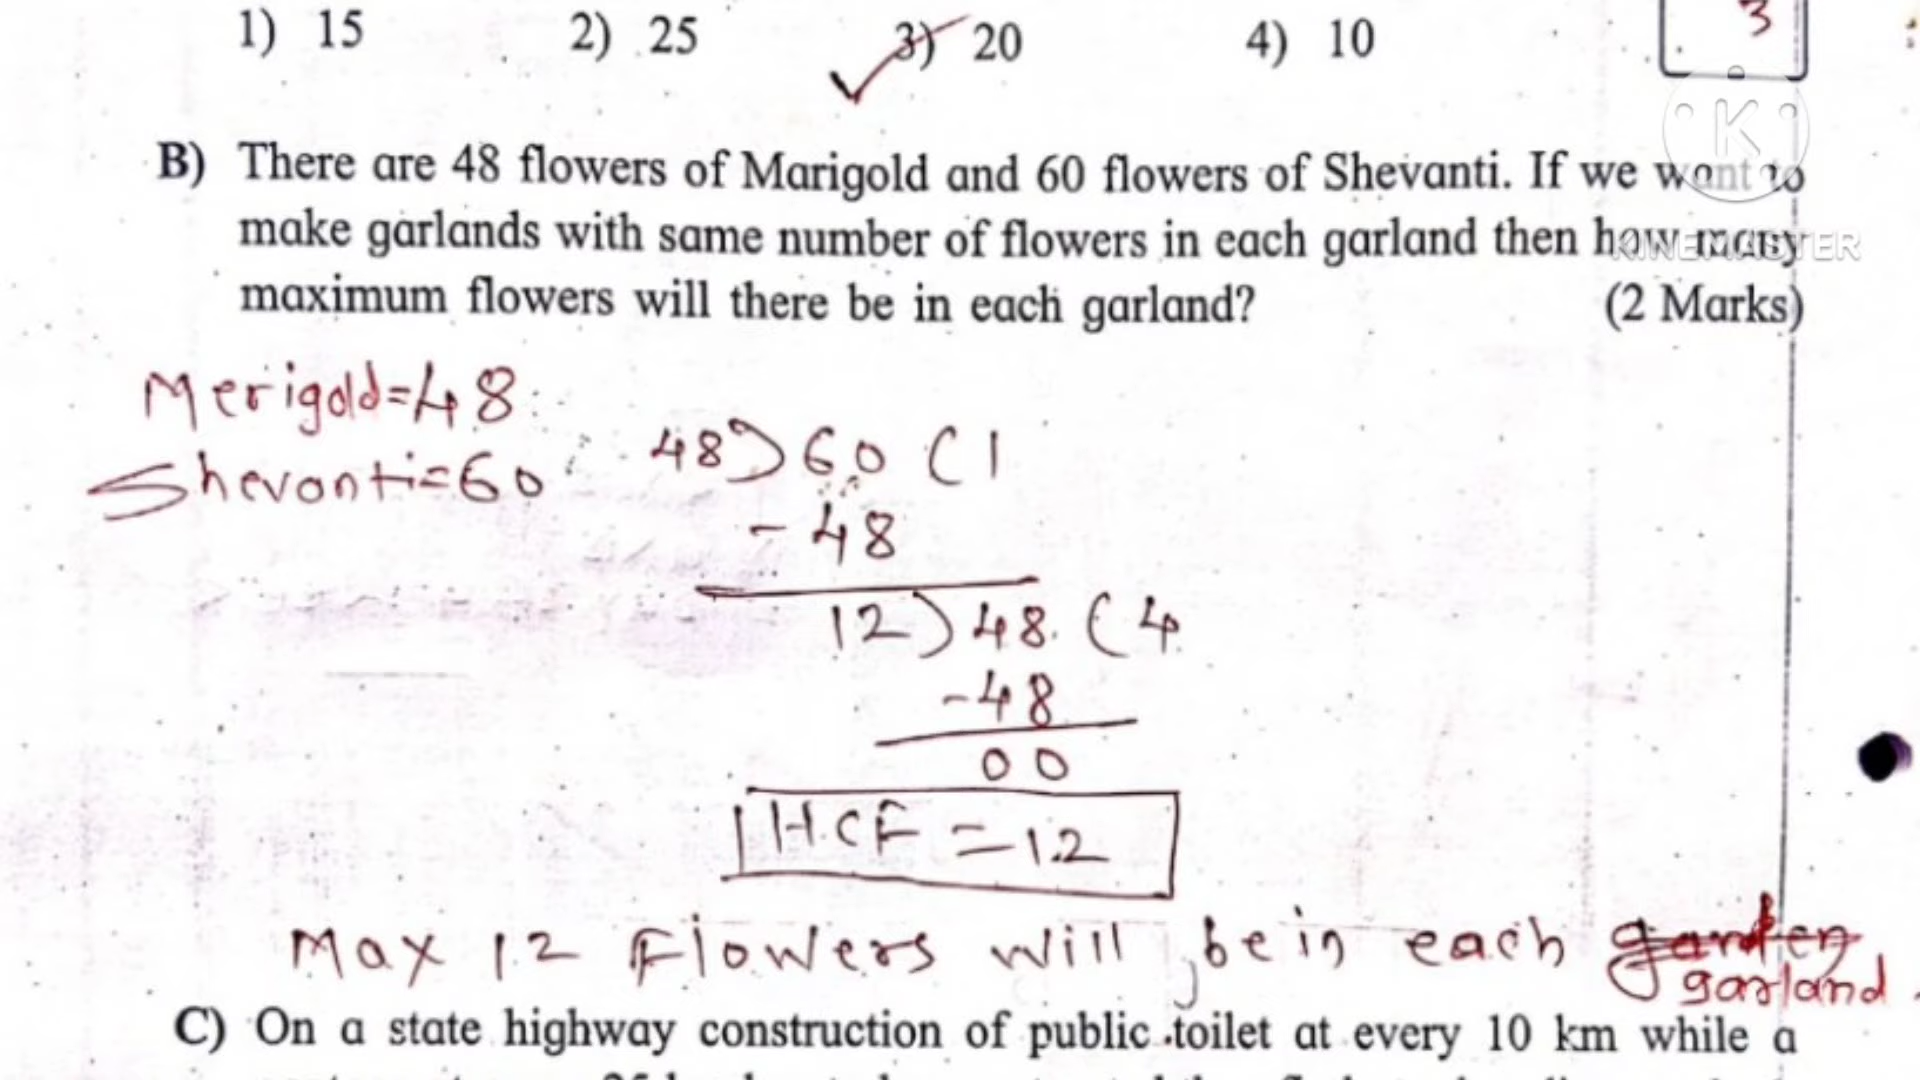 1) 15 2) 25 3) 20 4) 10 3
K
B) There are 48 flowers of Marigold and 60 flowers of Shevanti. If we want to
make garlands with same number of flowers in each garland then how many
KINEMASTER
maximum flowers will there be in each garland? (2 Marks)
Merigold=48
Shevanti=60
48)60(1
-48
12)48(4
-48
00
HCF=12
Max 12 Flowers will be in each garden
garland
C) On a state highway construction of public toilet at every 10 km while a